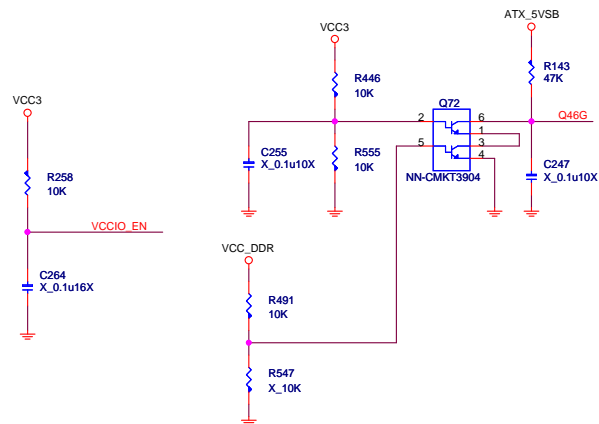 ATX_5VSB
VCC3
R446
10K
R143
47K
VCC3
Q72
2
6
Q46G
1
5
3
4
C255
X_0.1u10X
R555
10K
NN-CMKT3904
C247
X_0.1u10X
R258
10K
VCCIO_EN
VCC_DDR
C264
X_0.1u16X
R491
10K
R547
X_10K